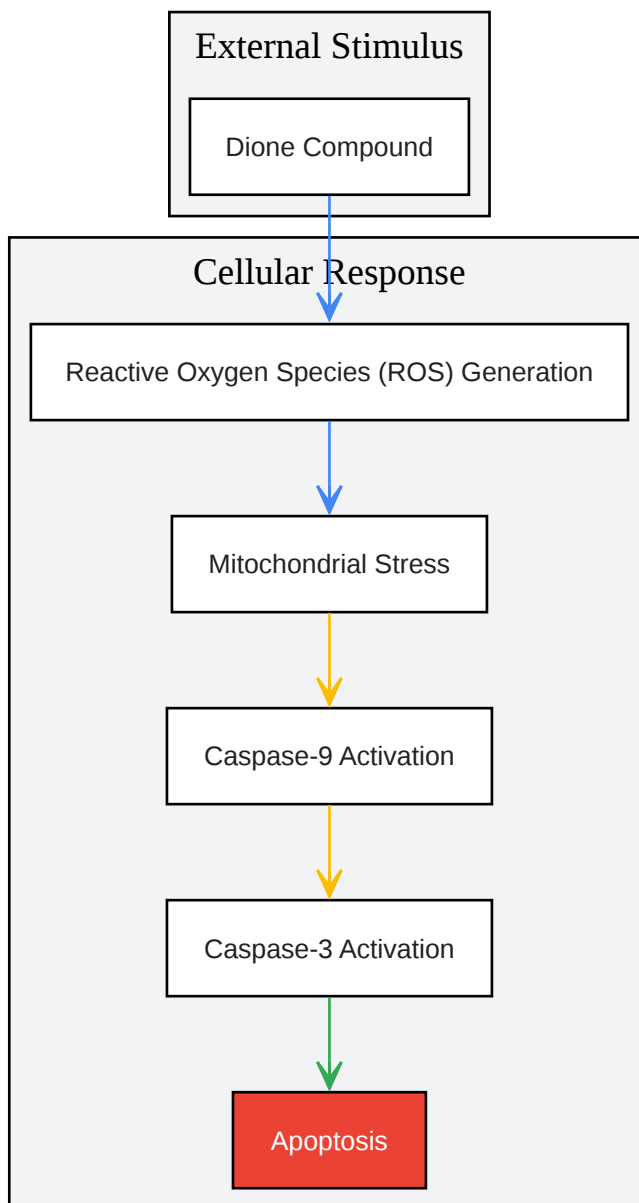 External Stimulus
Dione Compound
Cellular Response
Reactive Oxygen Species (ROS) Generation
Mitochondrial Stress
Caspase-9 Activation
Caspase-3 Activation
Apoptosis